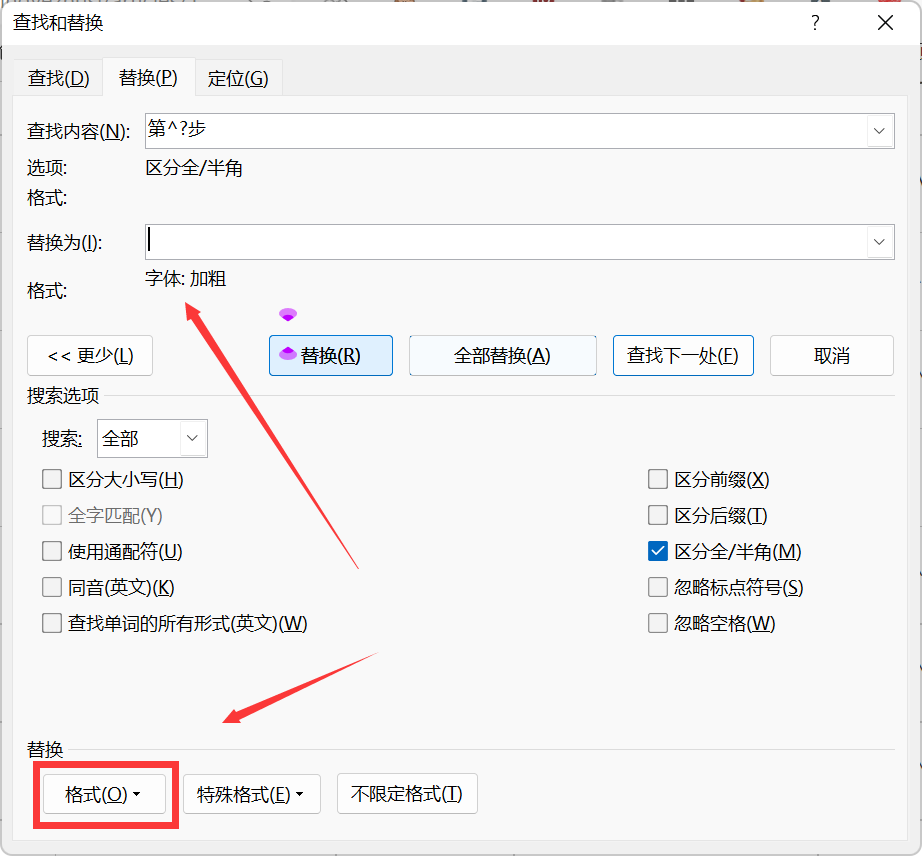 查找和替换
查找(D) 替换(P) 定位(G)
查找内容(N): 第^?步
选项: 区分全/半角
格式:
替换为(I):
格式: 字体: 加粗
<< 更少(L) 替换(R) 全部替换(A) 查找下一处(F) 取消
搜索选项
搜索: 全部
区分大小写(H) 区分前缀(X)
全字匹配(Y) 区分后缀(T)
使用通配符(U) 区分全/半角(M)
同音(英文)(K) 忽略标点符号(S)
查找单词的所有形式(英文)(W) 忽略空格(W)
替换
格式(O) 特殊格式(E) 不限定格式(T)